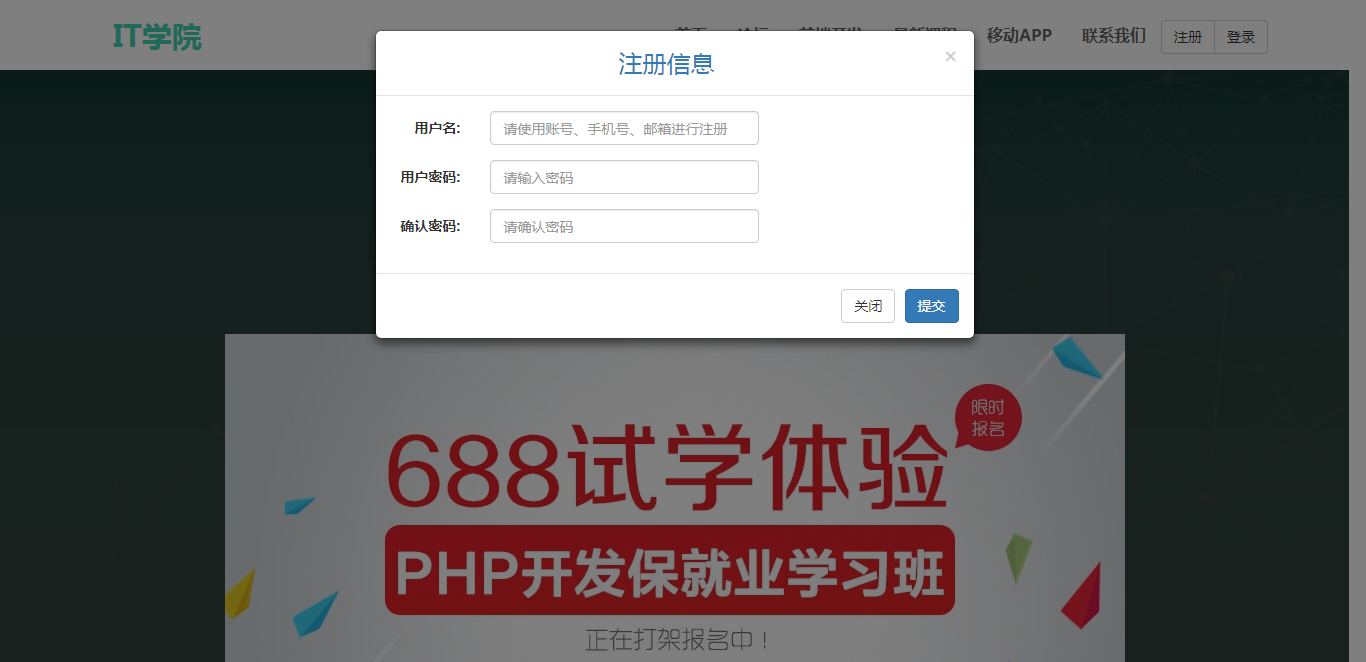 IT学院
移动APP
联系我们
注册
登录
注册信息
×
用户名:
请使用账号、手机号、邮箱进行注册
用户密码:
请输入密码
确认密码:
请确认密码
关闭
提交
限时
报名
688试学体验
PHP开发保就业学习班
正在打架报名中！